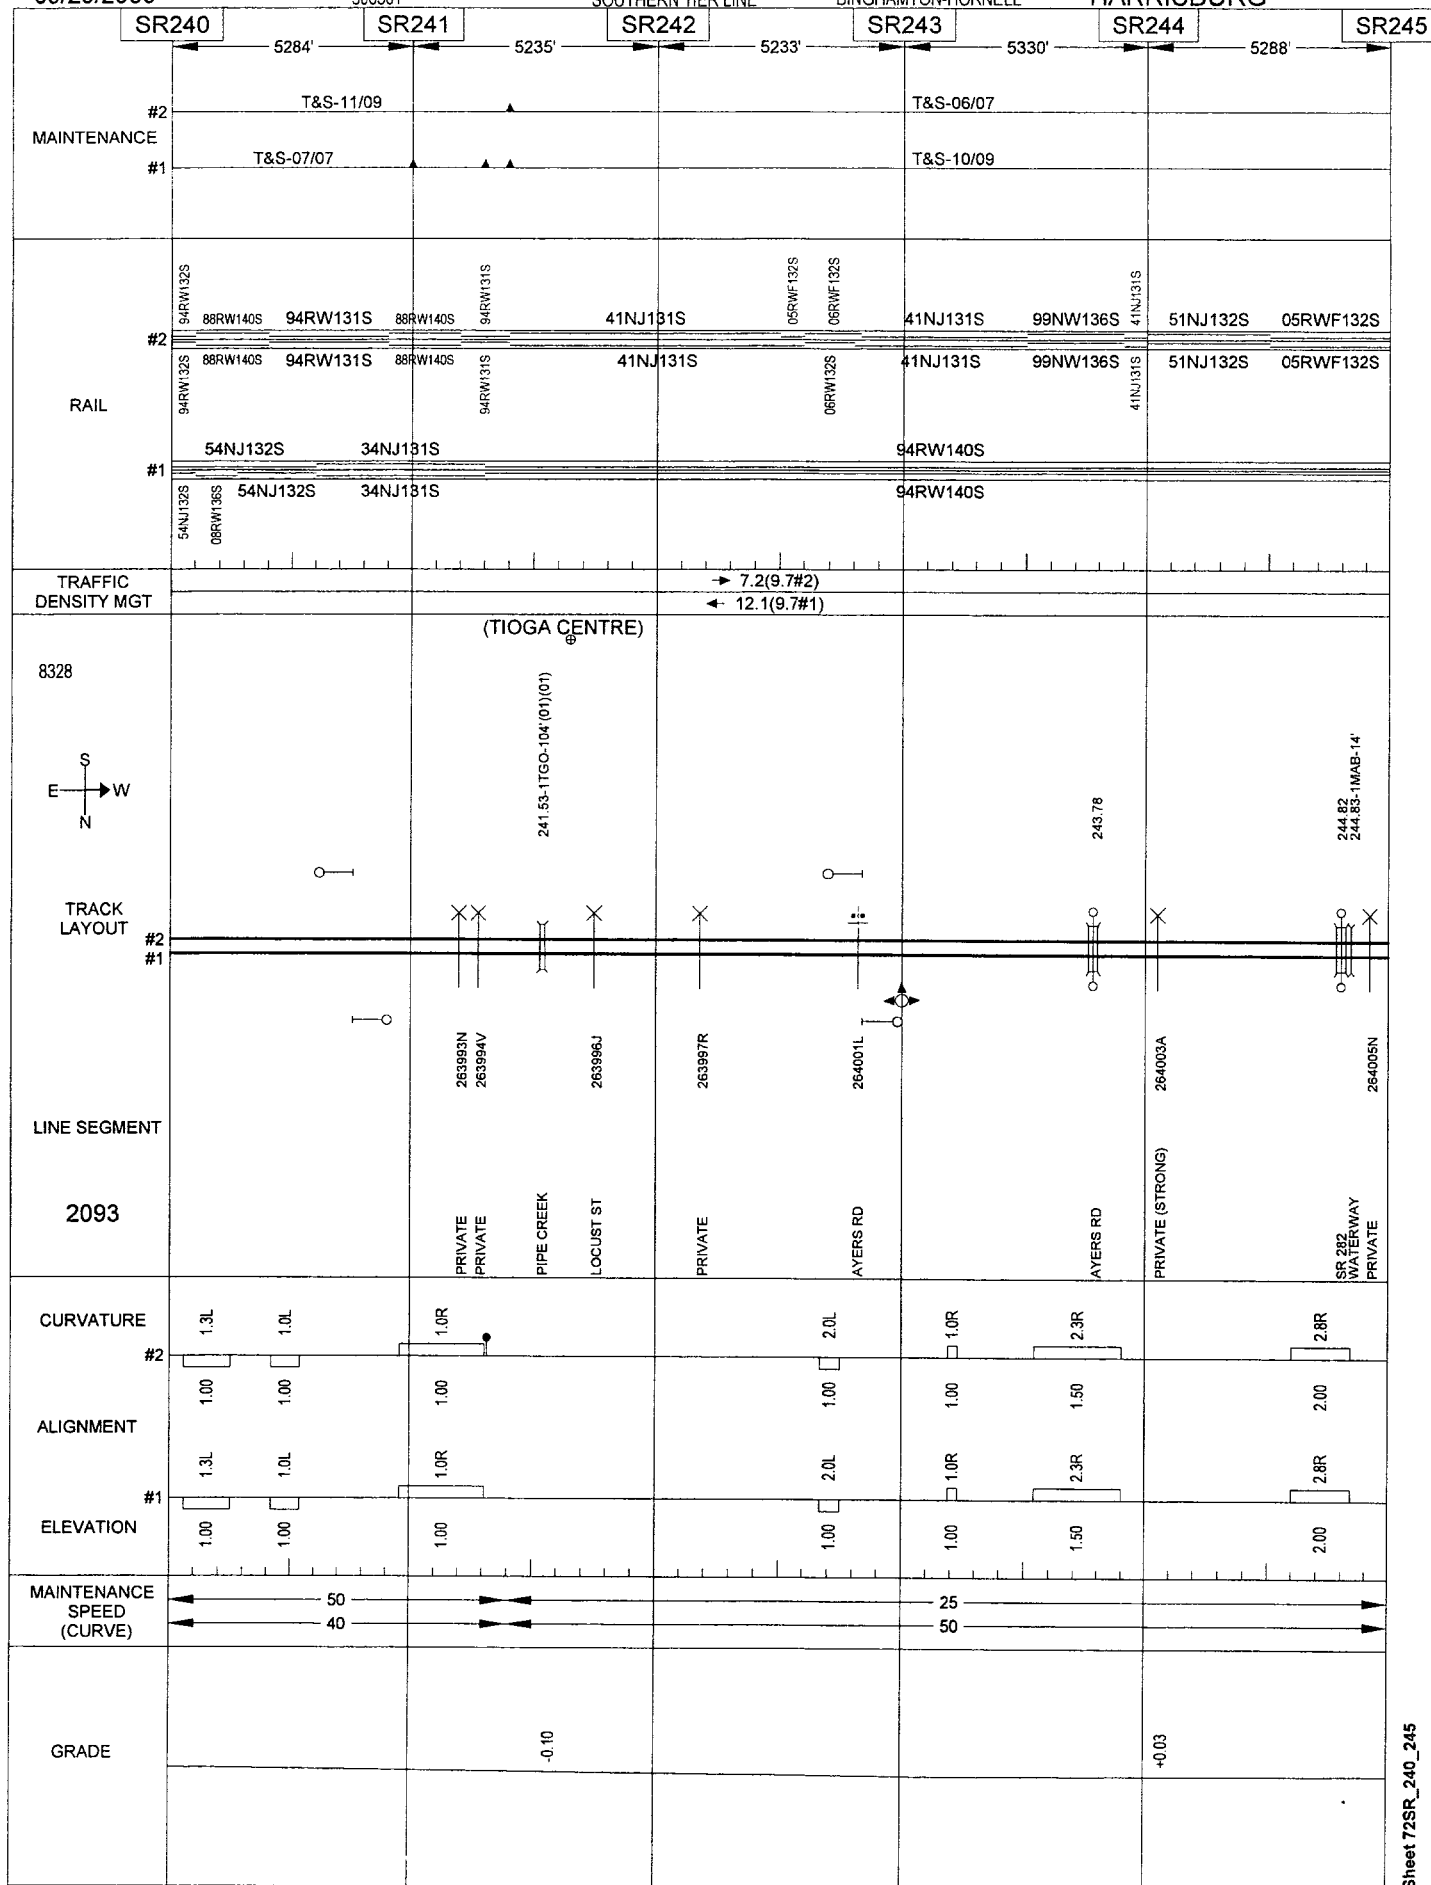 SOUTHERN TIER LINE BINGHAMTON-HORNELL HARRISBURG
SR240 SR241 SR242 SR243 SR244 SR245
5284' 5235' 5233' 5330' 5288'
MAINTENANCE
#2 T&S-11/09 T&S-06/07
#1 T&S-07/07 T&S-10/09
RAIL
94RW132S 88RW140S 94RW131S 88RW140S 94RW131S 41NJ131S 05RWF132S 06RWF132S 41NJ131S 99NW136S 41NJ131S 51NJ132S 05RWF132S
#2
94RW132S 88RW140S 94RW131S 88RW140S 94RW131S 41NJ131S 06RW132S 41NJ131S 99NW136S 41NJ131S 51NJ132S 05RWF132S
54NJ132S 34NJ131S 94RW140S
#1
54NJ132S 08RW136S 54NJ132S 34NJ131S 94RW140S
TRAFFIC
DENSITY MGT
7.2(9.7#2)
12.1(9.7#1)
(TIOGA CENTRE)
8328
S
E W
N
241.53-1TGO-104'(01)(01)
243.78
244.82
244.83-1MAB-14'
TRACK
LAYOUT
#2
#1
263993N
263994V
263996J
263997R
264001L
264003A
264005N
LINE SEGMENT
2093
PRIVATE
PRIVATE
PIPE CREEK
LOCUST ST
PRIVATE
AYERS RD
AYERS RD
PRIVATE (STRONG)
SR 282
WATERWAY
PRIVATE
CURVATURE
1.3L 1.0L 1.0R 2.0L 1.0R 2.3R 2.8R
#2
1.00 1.00 1.00 1.00 1.00 1.50 2.00
ALIGNMENT
1.3L 1.0L 1.0R 2.0L 1.0R 2.3R 2.8R
#1
ELEVATION
1.00 1.00 1.00 1.00 1.00 1.50 2.00
MAINTENANCE
SPEED
(CURVE)
50 25
40 50
GRADE
-0.10 +0.03
Sheet 72SR_240_245